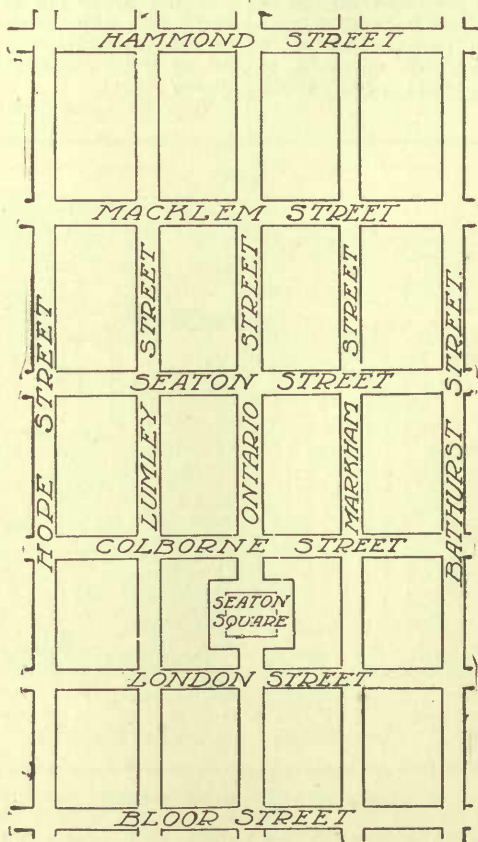 HAMMOND STREET
MACKLEM STREET
HOPE STREET
LUMLEY STREET
ONTARIO STREET
MARKHAM STREET
BATHURST STREET.
SEATON STREET
COLBORNE STREET
SEATON
SQUARE
LONDON STREET
BLOOR STREET